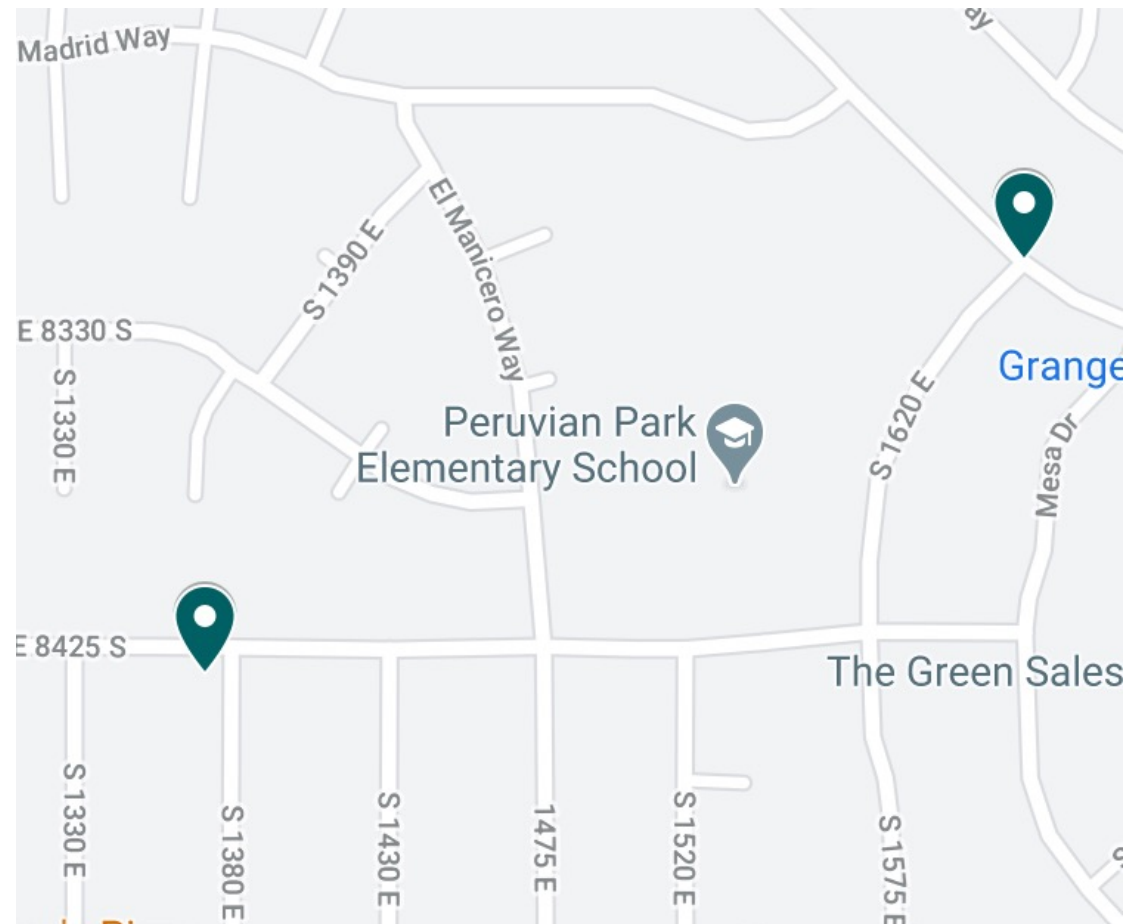 Madrid Way
ay
El Manicero Way
S 1390 E
E 8330 S
S 1330 E
Grange
S 1620 E
Mesa Dr
Peruvian Park
Elementary School
E 8425 S
The Green Sales
S 1330 E
S 1380 E
S 1430 E
1475 E
S 1520 E
S 1575 E